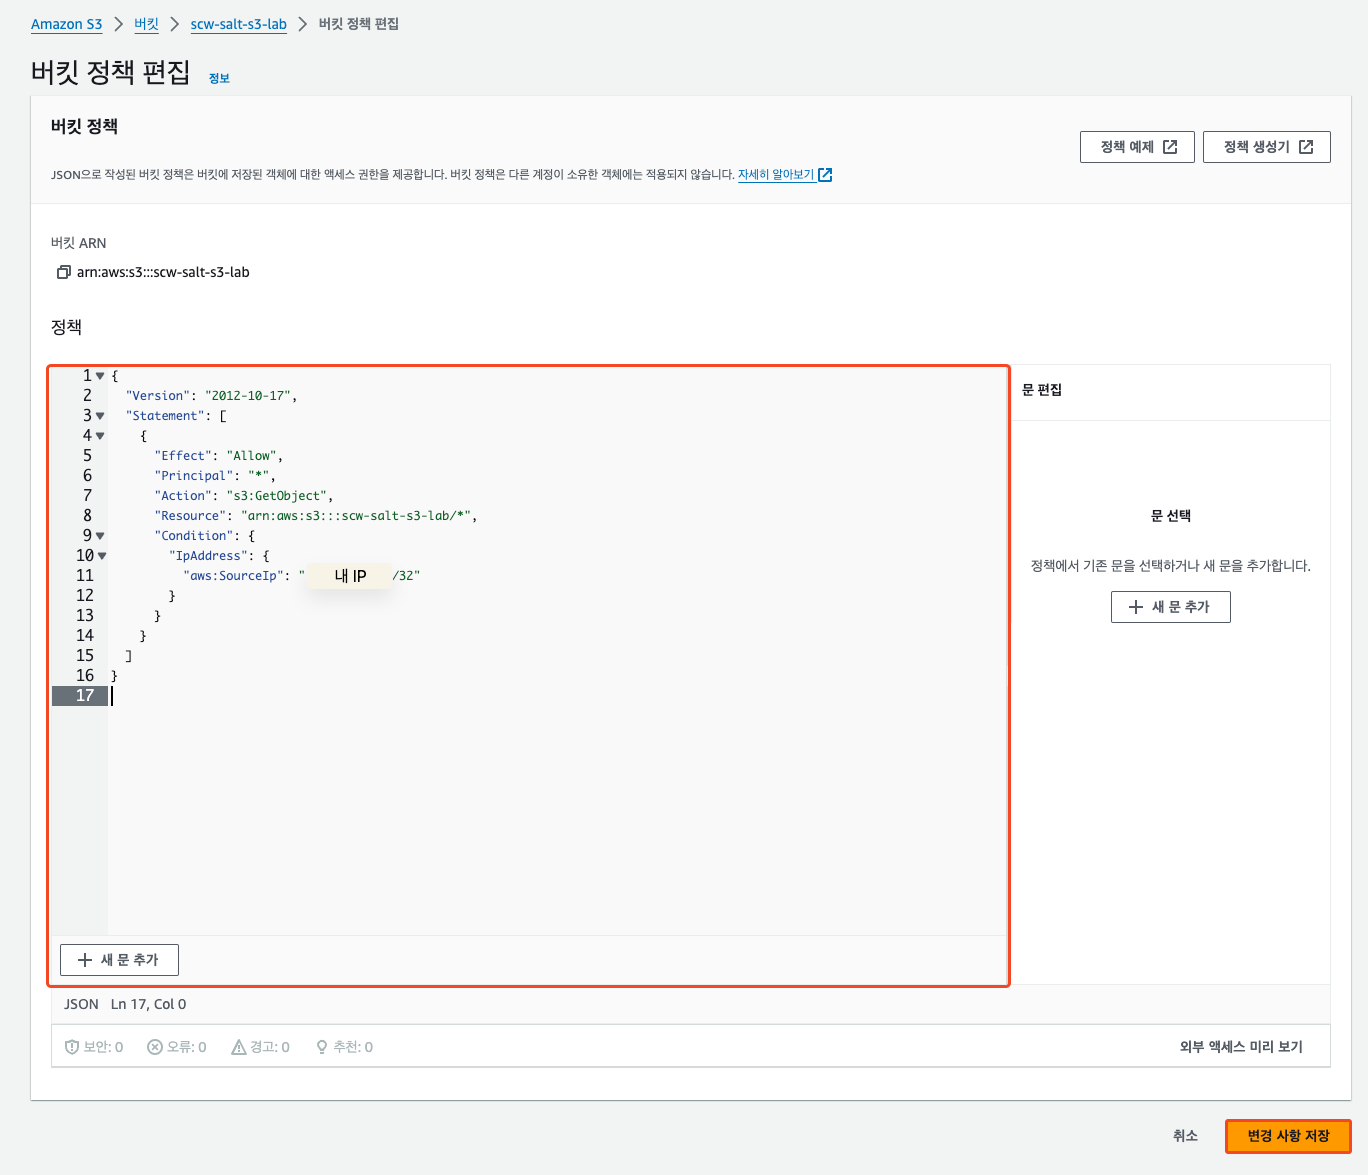 Amazon S3 > 버킷 > scw-salt-s3-lab > 버킷 정책 편집
버킷 정책 편집 정보
버킷 정책
정책 예제 정책 생성기
JSON으로 작성된 버킷 정책은 버킷에 저장된 객체에 대한 액세스 권한을 제공합니다. 버킷 정책은 다른 계정이 소유한 객체에는 적용되지 않습니다. 자세히 알아보기
버킷 ARN
arn:aws:s3:::scw-salt-s3-lab
정책
1 {
2 "Version": "2012-10-17",
3 "Statement": [
4 {
5 "Effect": "Allow",
6 "Principal": "*",
7 "Action": "s3:GetObject",
8 "Resource": "arn:aws:s3:::scw-salt-s3-lab/*",
9 "Condition": {
10 "IpAddress": {
11 "aws:SourceIp": " 내 IP /32"
12 }
13 }
14 }
15 ]
16 }
17
+ 새 문 추가
문 편집
문 선택
정책에서 기존 문을 선택하거나 새 문을 추가합니다.
+ 새 문 추가
JSON Ln 17, Col 0
보안: 0 오류: 0 경고: 0 추천: 0 외부 액세스 미리 보기
취소 변경 사항 저장